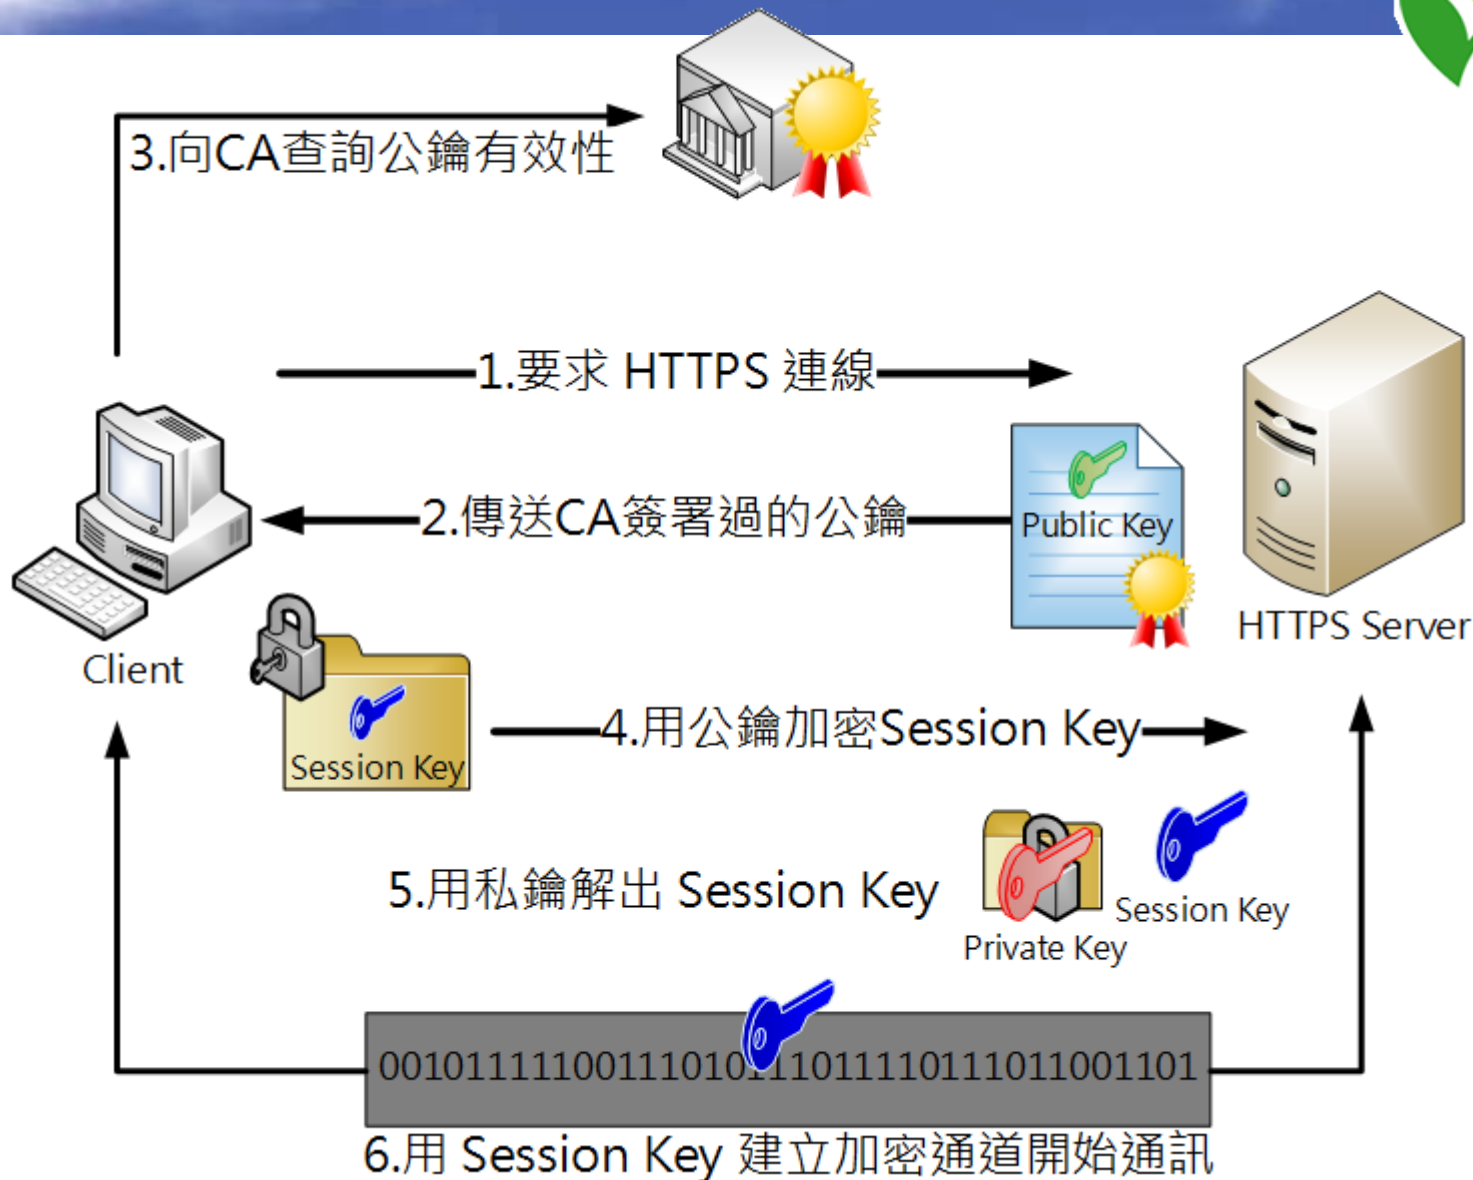 3.向CA查詢公鑰有效性
1.要求 HTTPS 連線
Public Key
2.傳送CA簽署過的公鑰
HTTPS Server
Client
Session Key
4.用公鑰加密Session Key
5.用私鑰解出 Session Key
Private Key
Session Key
0010111110011101011101111011101100​1101
6.用 Session Key 建立加密通道開始通訊